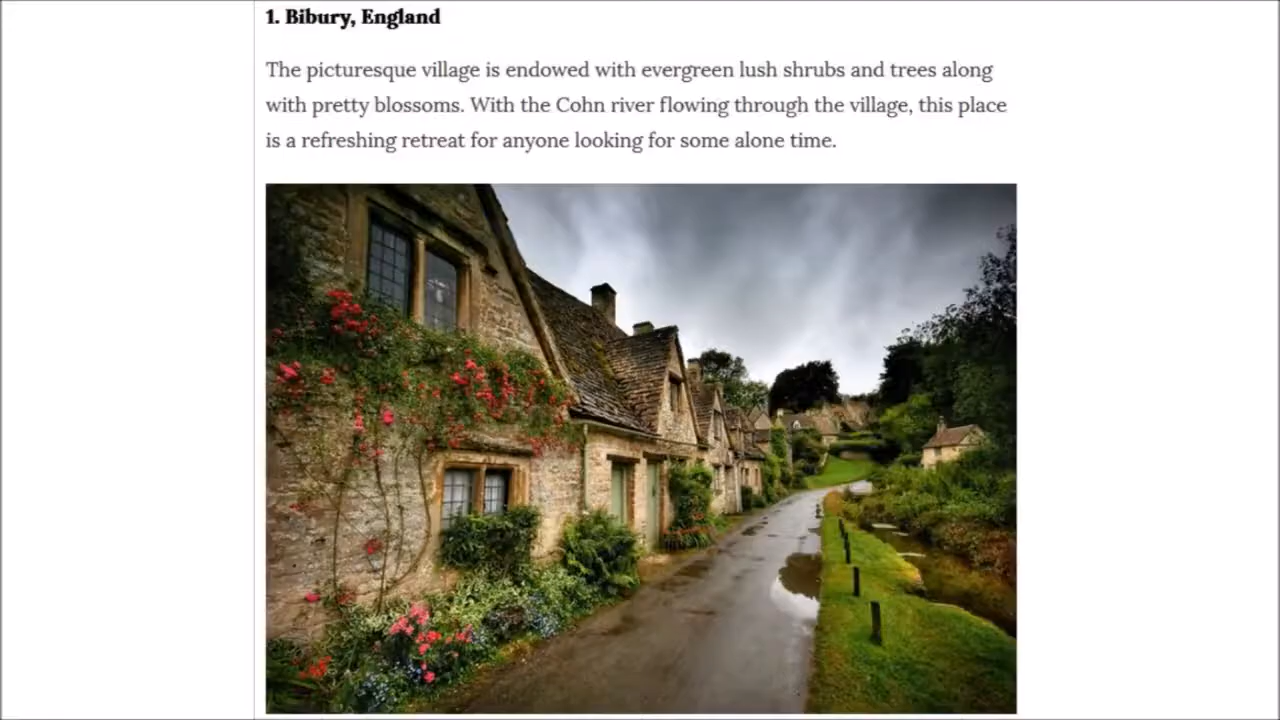 1. Bibury, England
The picturesque village is endowed with evergreen lush shrubs and trees along
with pretty blossoms. With the Cohn river flowing through the village, this place
is a refreshing retreat for anyone looking for some alone time.